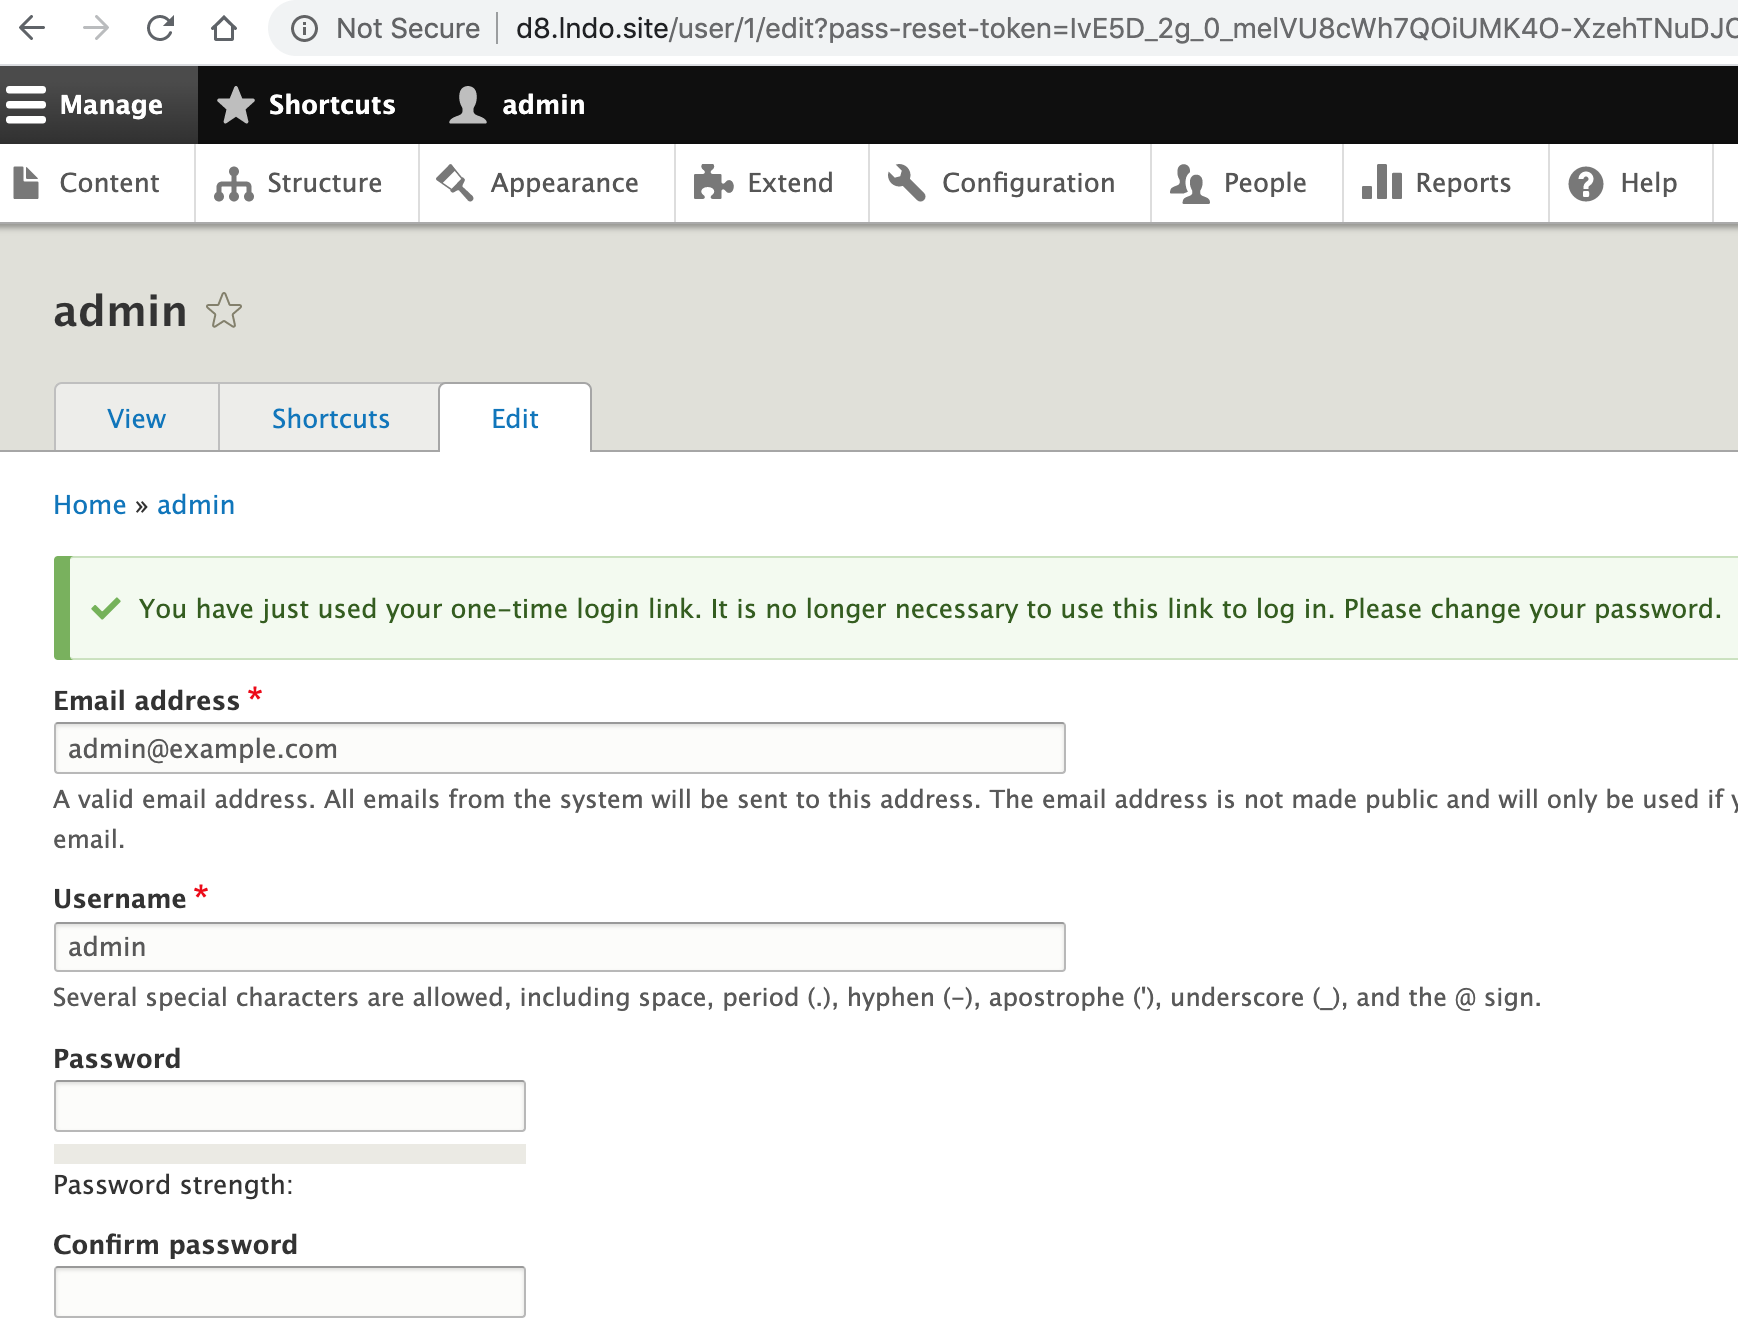 Not Secure d8.lndo.site/user/1/edit?pass-reset-token=IvE5D_2g_0_melVU8cWh7QOiUMK4O-XzehTNuDJC
Manage Shortcuts admin
Content Structure Appearance Extend Configuration People Reports Help
admin
View Shortcuts Edit
Home » admin
You have just used your one-time login link. It is no longer necessary to use this link to log in. Please change your password.
Email address *
admin@example.com
A valid email address. All emails from the system will be sent to this address. The email address is not made public and will only be used if
email.
Username *
admin
Several special characters are allowed, including space, period (.), hyphen (-), apostrophe ('), underscore (_), and the @ sign.
Password
Password strength:
Confirm password